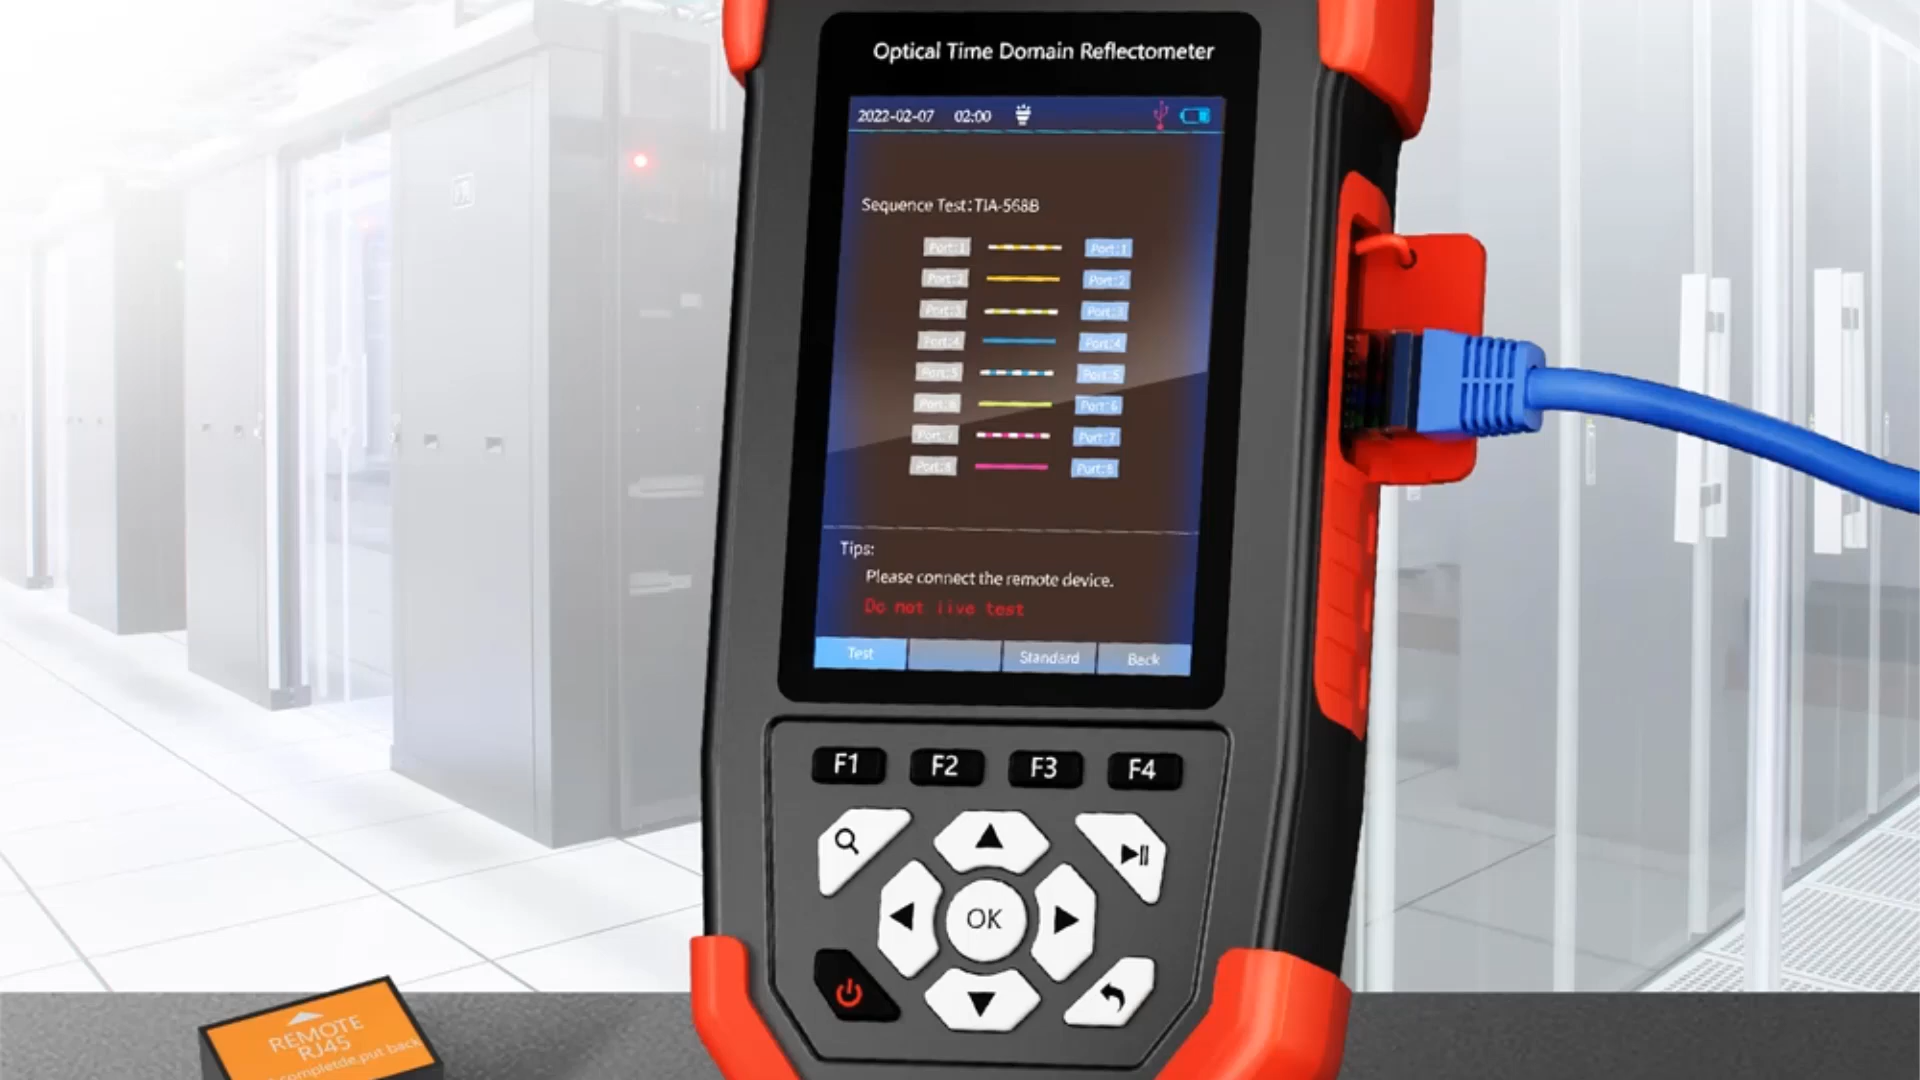 Optical Time Domain Reflectometer
2022-02-07 02:00
Sequence Test:TIA-568B
Port:1 Port:1
Port:2 Port:2
Port:3 Port:3
Port:4 Port:4
Port:5 Port:5
Port:6 Port:6
Port:7 Port:7
Port:8 Port:8
Tips:
Please connect the remote device.
Do not live test
Test Standard Back
F1 F2 F3 F4
OK
REMOTE
RJ45
completde,put back